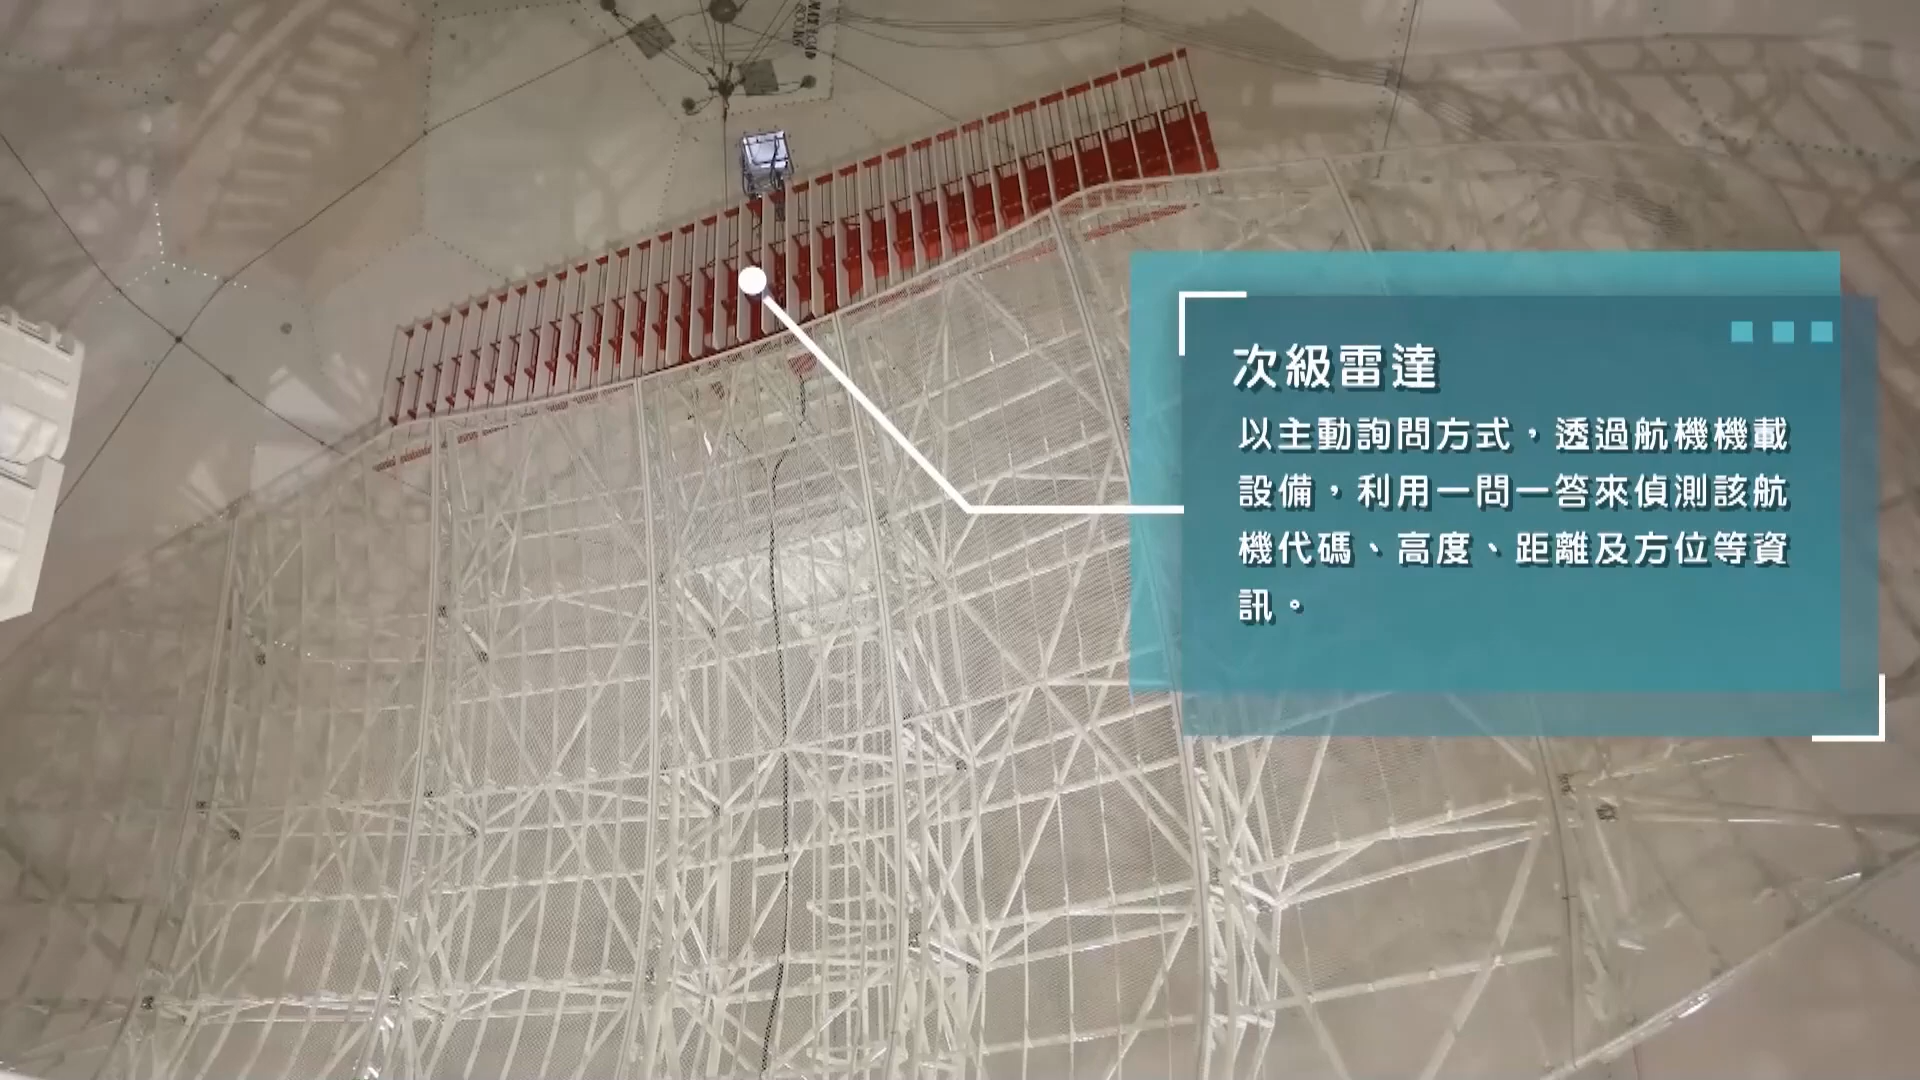 次級雷達
以主動詢問方式，透過航機機載
設備，利用一問一答來偵測該航
機代碼、高度、距離及方位等資
訊。